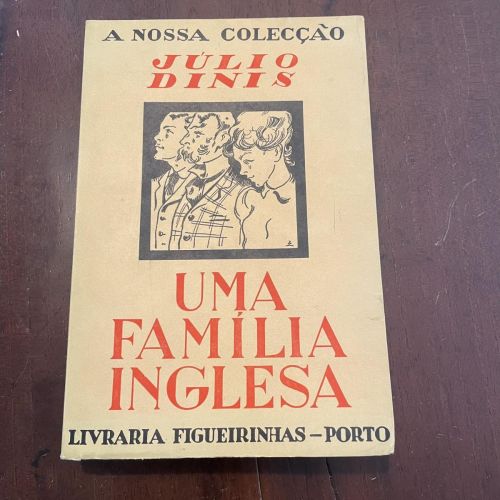 A NOSSA COLECÇÃO
JÚLIO
DINIS
UMA
FAMÍLIA
INGLESA
LIVRARIA FIGUEIRINHAS – PORTO